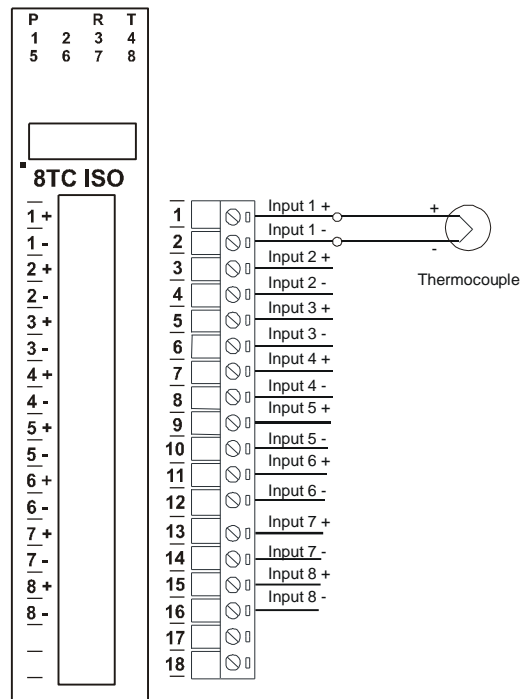 P R T
1 2 3 4
5 6 7 8
8TC ISO
1 +
1 -
2 +
2 -
3 +
3 -
4 +
4 -
5 +
5 -
6 +
6 -
7 +
7 -
8 +
8 -
1 Input 1 + +
2 Input 1 - -
3 Input 2 +
4 Input 2 -
5 Input 3 +
6 Input 3 -
7 Input 4 +
8 Input 4 -
9 Input 5 +
10 Input 5 -
11 Input 6 +
12 Input 6 -
13 Input 7 +
14 Input 7 -
15 Input 8 +
16 Input 8 -
17
18
Thermocouple